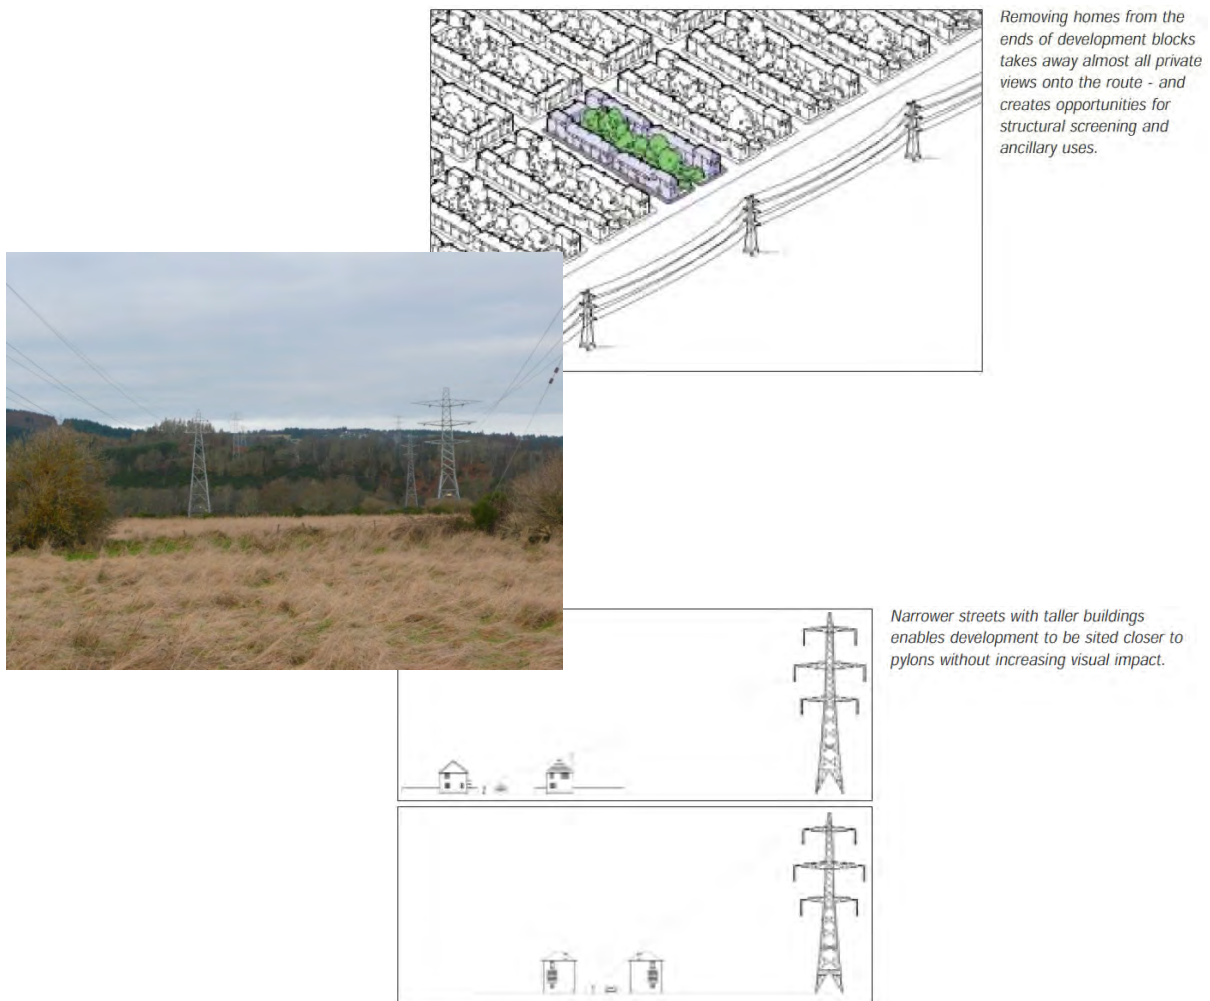 Removing homes from the
ends of development blocks
takes away almost all private
views onto the route - and
creates opportunities for
structural screening and
ancillary uses.
Narrower streets with taller buildings
enables development to be sited closer to
pylons without increasing visual impact.